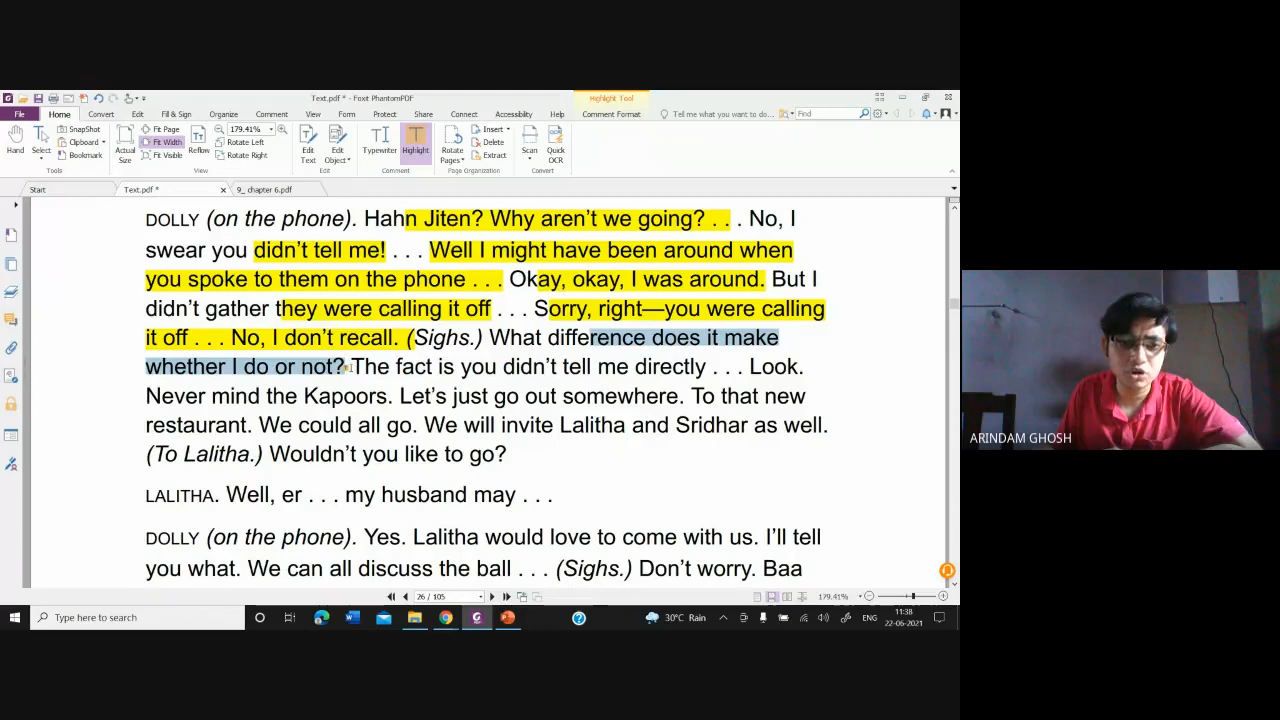 Text.pdf * - Foxit PhantomPDF
Highlight Tool
File Home Convert Edit Fill & Sign Organize Comment View Form Protect Share Connect Accessibility Help Comment Format Tell me what you want to do... Find
SnapShot Fit Page 179.41% Insert
Clipboard Fit Width Rotate Left Delete
Bookmark Fit Visible Rotate Right Extract
Hand Select Actual Size Reflow Edit Text Edit Object Typewriter Highlight Rotate Pages Scan Quick OCR
Tools View Edit Comment Page Organization Convert
Start Text.pdf * 9_ chapter 6.pdf
DOLLY (on the phone). Hahn Jiten? Why aren't we going? . . . No, I
swear you didn't tell me! . . . Well I might have been around when
you spoke to them on the phone . . . Okay, okay, I was around. But I
didn't gather they were calling it off . . . Sorry, right—you were calling
it off . . . No, I don't recall. (Sighs.) What difference does it make
whether I do or not? The fact is you didn't tell me directly . . . Look.
Never mind the Kapoors. Let's just go out somewhere. To that new
restaurant. We could all go. We will invite Lalitha and Sridhar as well.
(To Lalitha.) Wouldn't you like to go?
LALITHA. Well, er . . . my husband may . . .
DOLLY (on the phone). Yes. Lalitha would love to come with us. I'll tell
you what. We can all discuss the ball . . . (Sighs.) Don't worry. Baa
26 / 105 179.41%
Type here to search 30°C Rain ENG 11:38
22-06-2021
ARINDAM GHOSH